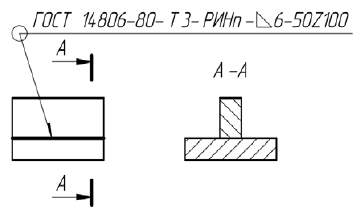 ГОСТ 14806-80- Т3- РИНп -⊿6-50Z100
А
А-А
А